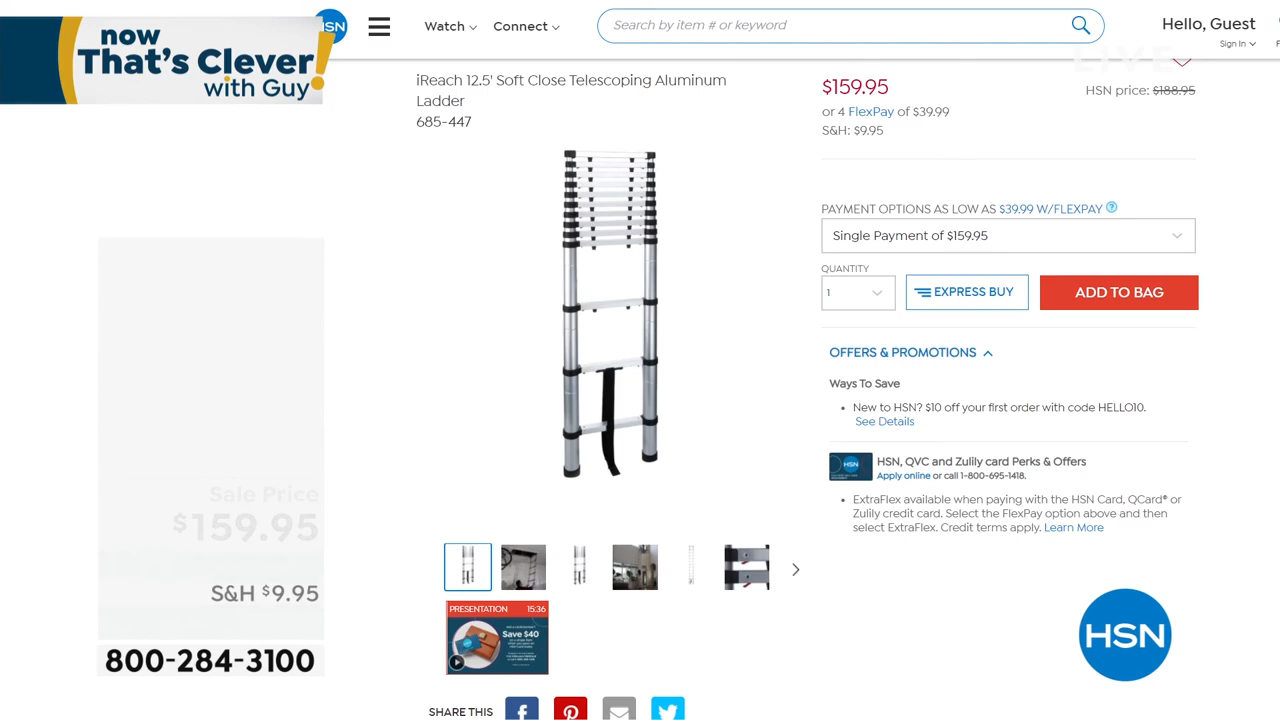 now
That's Clever!
with Guy
HSN
Watch
Connect
Search by item # or keyword
Hello, Guest
Sign In
LIVE
iReach 12.5' Soft Close Telescoping Aluminum
Ladder
685-447
$159.95
HSN price: $188.95
or 4 FlexPay of $39.99
S&H: $9.95
PAYMENT OPTIONS AS LOW AS $39.99 W/FLEXPAY ?
Single Payment of $159.95
QUANTITY
1
EXPRESS BUY
ADD TO BAG
OFFERS & PROMOTIONS
Ways To Save
• New to HSN? $10 off your first order with code HELLO10.
See Details
HSN
HSN, QVC and Zulily card Perks & Offers
Apply online or call 1-800-695-1418.
• ExtraFlex available when paying with the HSN Card, QCard® or
Zulily credit card. Select the FlexPay option above and then
select ExtraFlex. Credit terms apply. Learn More
Sale Price
$159.95
S&H $9.95
800-284-3100
PRESENTATION 15:36
Save $40
SHARE THIS
HSN